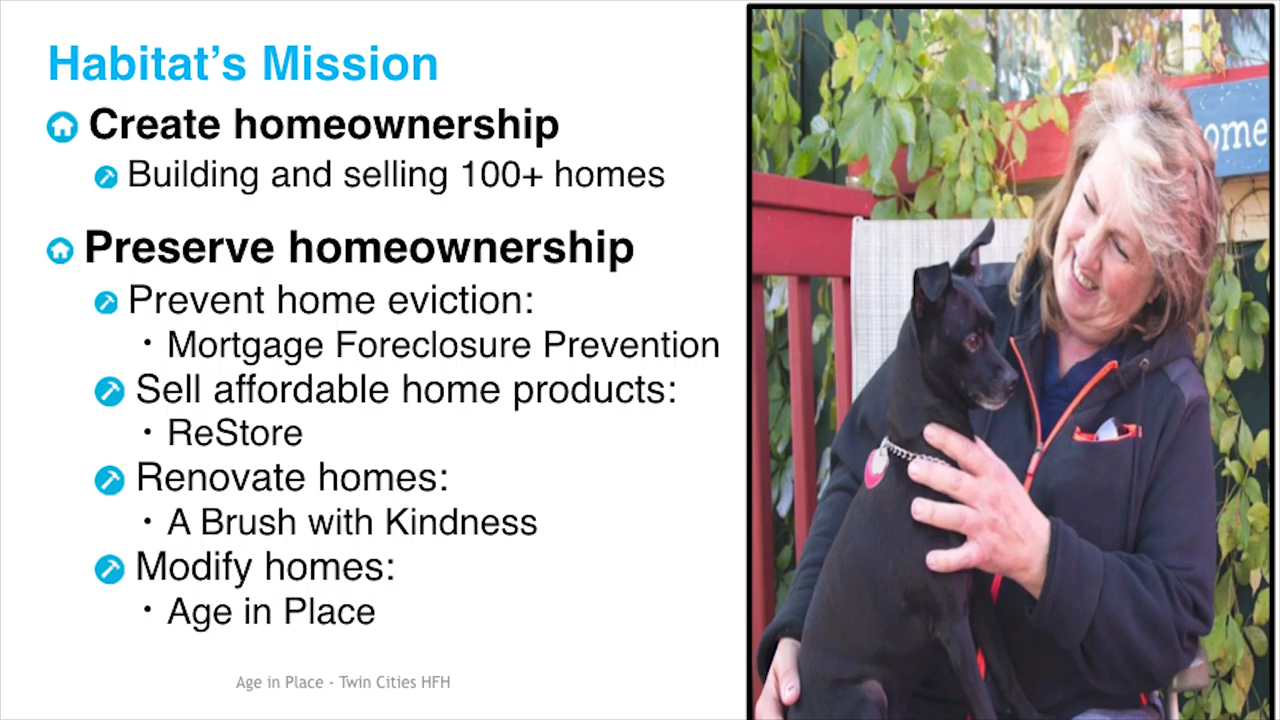 Habitat’s Mission
Create homeownership
Building and selling 100+ homes
Preserve homeownership
Prevent home eviction:
• Mortgage Foreclosure Prevention
Sell affordable home products:
• ReStore
Renovate homes:
• A Brush with Kindness
Modify homes:
• Age in Place
Age in Place - Twin Cities HFH
ome